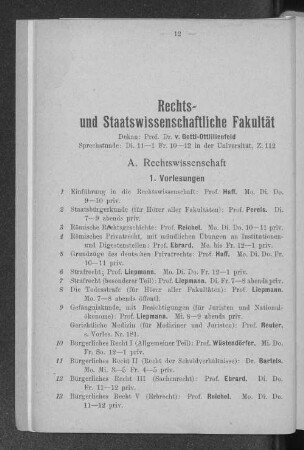 — 12 —
Rechts-
und Staatswissenschaftliche Fakultät
Dekan: Prof. Dr. v. Gottl-Ottlilienfeld
Sprechstunde: Di. 11—1 Fr. 10—12 in der Universität, Z. 112
A. Rechtswissenschaft
1. Vorlesungen
1 Einführung in die Rechtswissenschaft: Prof. Haff. Mo. Di. Do.
9—10 priv.
2 Staatsbürgerkunde (für Hörer aller Fakultäten): Prof. Perels. Di.
7—8 abends priv.
3 Römische Rechtsgeschichte: Prof. Reichel. Mo. Di. Do. 10—11 priv.
4 Römisches Privatrecht, mit mündlichen Übungen an Institutionen-
und Digestenstellen: Prof. Ebrard. Mo. bis Fr. 12—1 priv.
5 Grundzüge des deutschen Privatrechts: Prof. Haff. Mo. Di. Do. Fr.
10—11 priv.
6 Strafrecht: Prof. Liepmann. Mo. Di. Do. Fr. 12—1 priv.
7 Strafrecht (besonderer Teil): Prof. Liepmann. Di. Fr. 7—8 abends priv.
8 Die Todesstrafe (für Hörer aller Fakultäten): Prof. Liepmann.
Mo. 7—8 abends öffentl.
9 Gefängniskunde, mit Besichtigungen (für Juristen und National-
ökonomen): Prof. Liepmann. Mi. 7—9 abends priv.
Gerichtliche Medizin (für Mediziner und Juristen): Prof. Reuter,
s. Vorles. Nr. 181.
10 Bürgerliches Recht I (Allgemeiner Teil): Prof. Wüstendörfer. Mi. Do.
Fr. So. 12—1 priv.
11 Bürgerliches Recht II (Recht der Schuldverhältnisse): Dr. Bartels.
Mo. Mi. 3—5 Fr. 4—5 priv.
12 Bürgerliches Recht III (Sachenrecht): Prof. Ebrard. Di. Do.
Fr. 12—12 priv.
13 Bürgerliches Recht V (Erbrecht): Prof. Reichel. Mo. Di. Do.
11—12 priv.